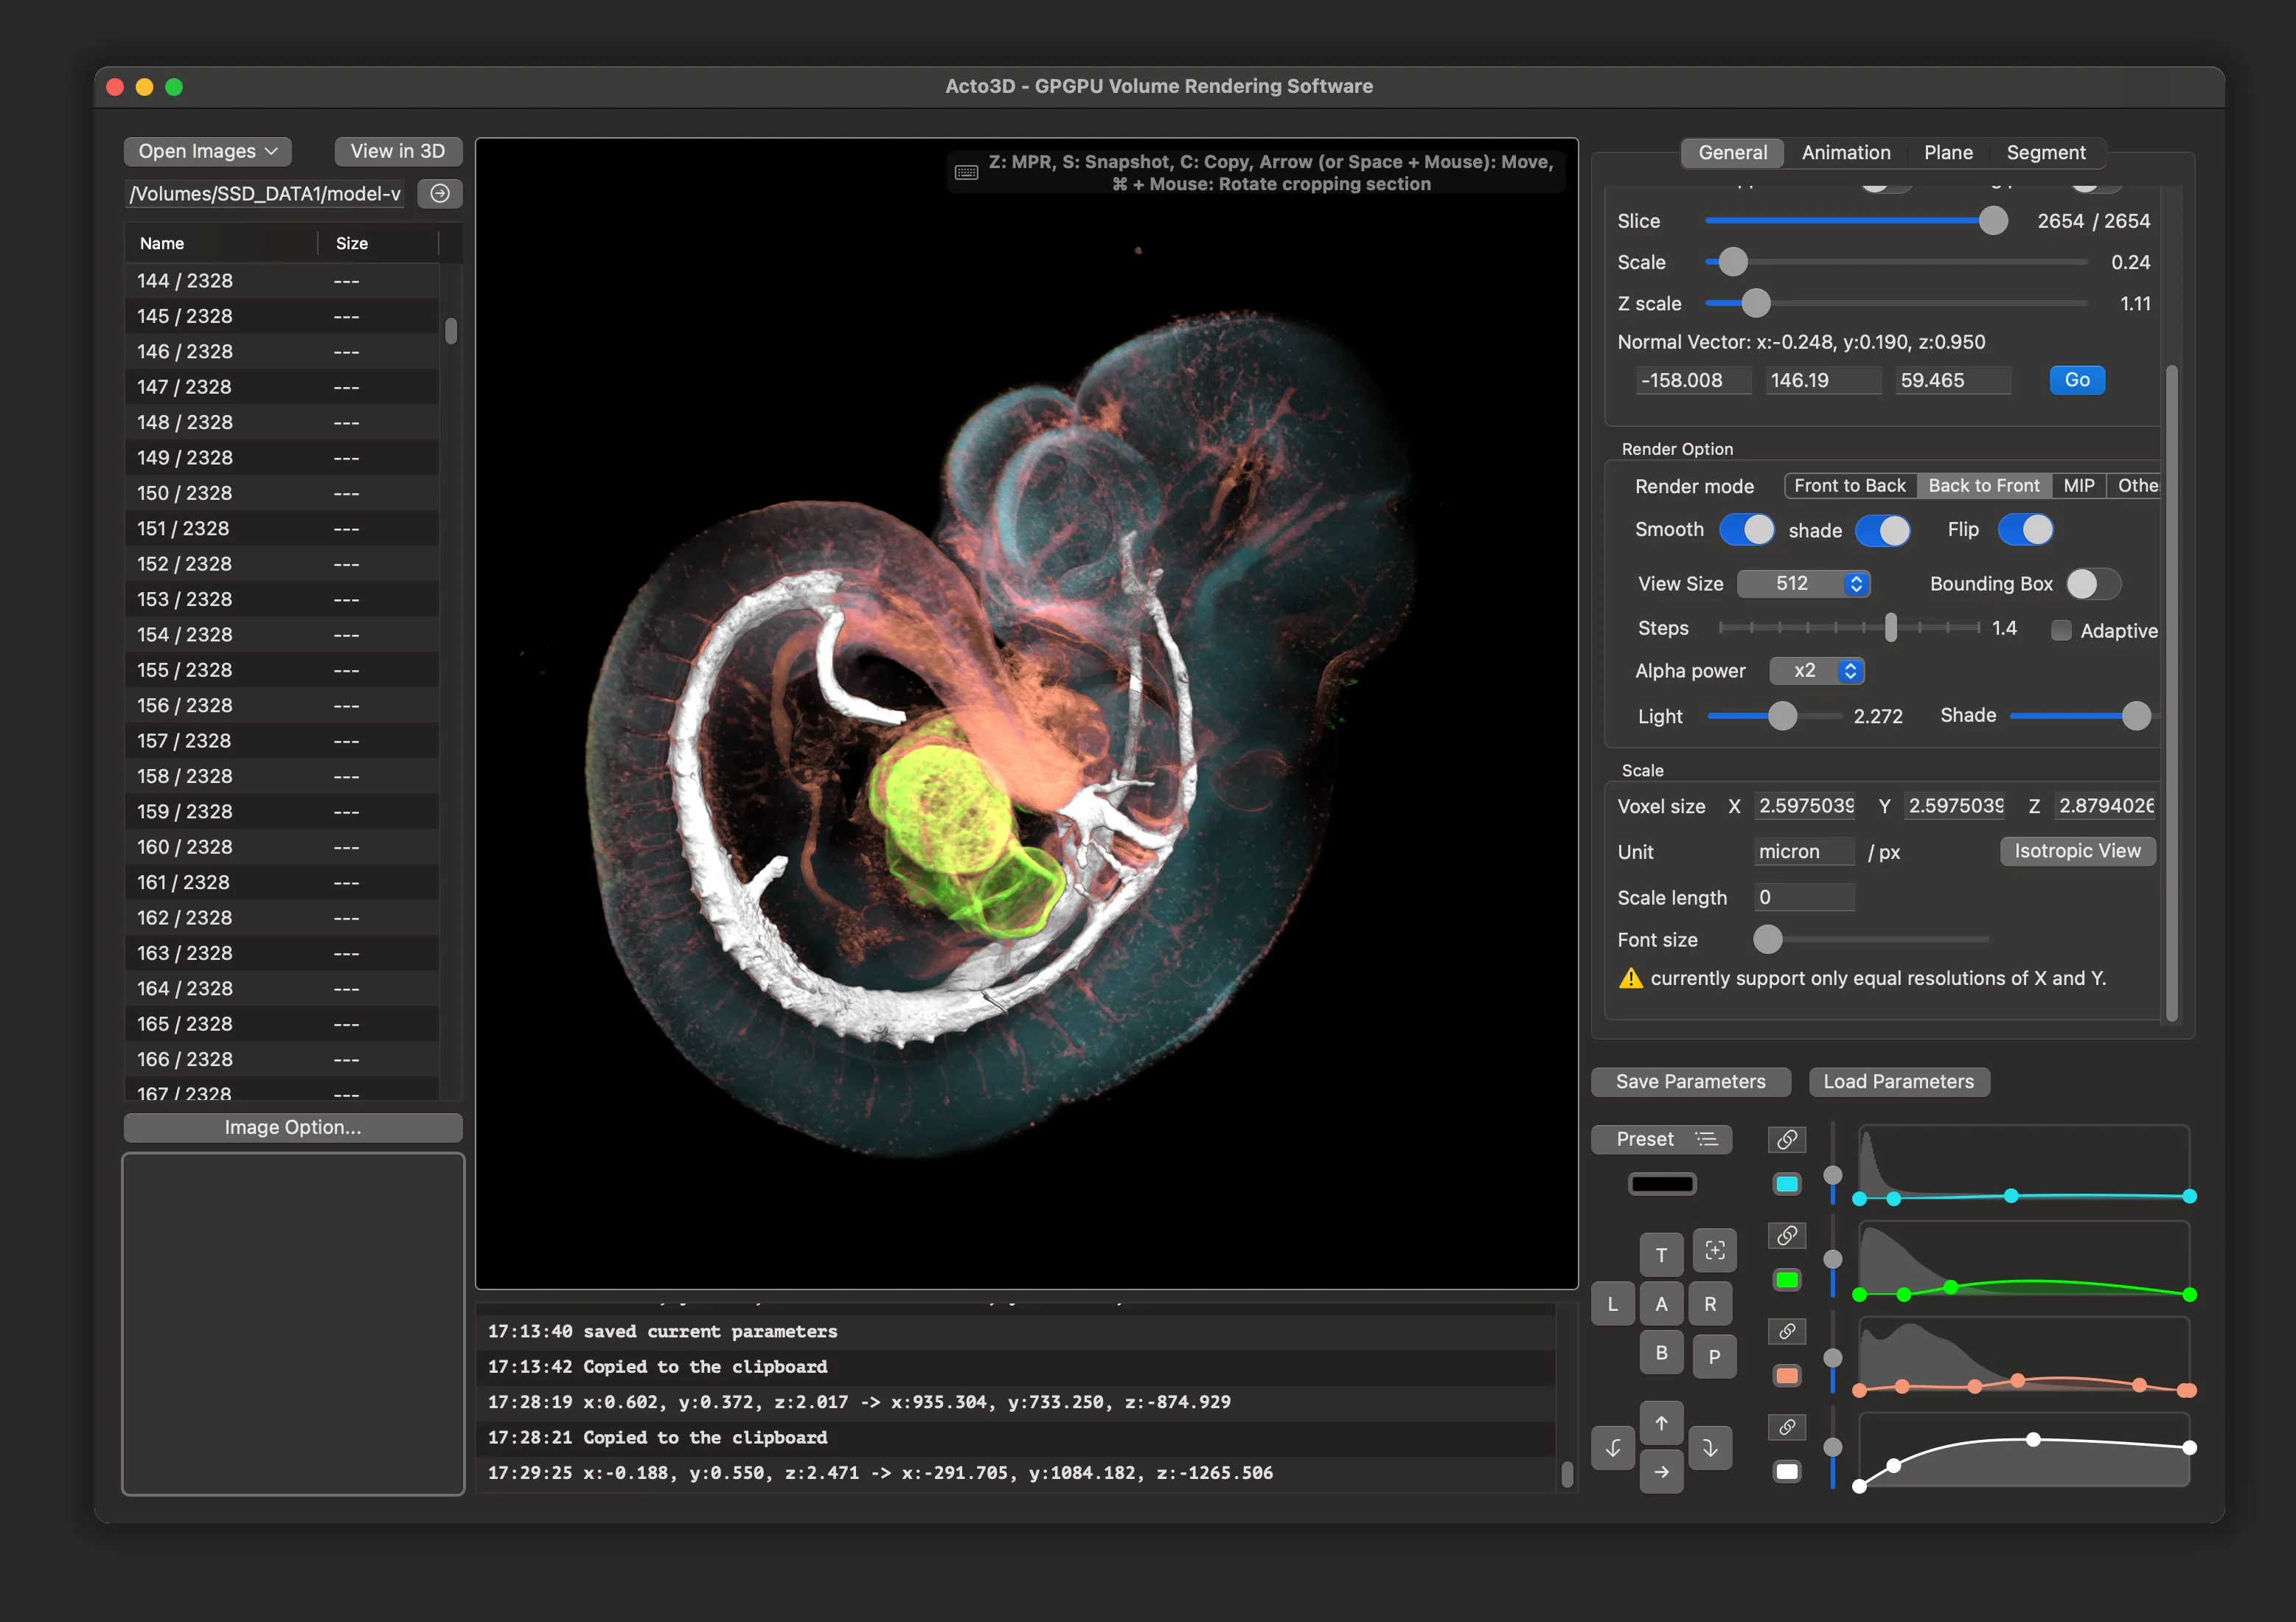 Acto3D - GPGPU Volume Rendering Software
Open Images
View in 3D
/Volumes/SSD_DATA1/model-v
Name Size
144 / 2328 ---
145 / 2328 ---
146 / 2328 ---
147 / 2328 ---
148 / 2328 ---
149 / 2328 ---
150 / 2328 ---
151 / 2328 ---
152 / 2328 ---
153 / 2328 ---
154 / 2328 ---
155 / 2328 ---
156 / 2328 ---
157 / 2328 ---
158 / 2328 ---
159 / 2328 ---
160 / 2328 ---
161 / 2328 ---
162 / 2328 ---
163 / 2328 ---
164 / 2328 ---
165 / 2328 ---
166 / 2328 ---
167 / 2328 ---
Image Option...
Z: MPR, S: Snapshot, C: Copy, Arrow (or Space + Mouse): Move,
⌘ + Mouse: Rotate cropping section
17:13:40 saved current parameters
17:13:42 Copied to the clipboard
17:28:19 x:0.602, y:0.372, z:2.017 -> x:935.304, y:733.250, z:-874.929
17:28:21 Copied to the clipboard
17:29:25 x:-0.188, y:0.550, z:2.471 -> x:-291.705, y:1084.182, z:-1265.506
General Animation Plane Segment
Slice 2654 / 2654
Scale 0.24
Z scale 1.11
Normal Vector: x:-0.248, y:0.190, z:0.950
-158.008 146.19 59.465 Go
Render Option
Render mode Front to Back Back to Front MIP Othe
Smooth shade Flip
View Size 512 Bounding Box
Steps 1.4 Adaptive
Alpha power x2
Light 2.272 Shade
Scale
Voxel size X 2.5975039 Y 2.5975039 Z 2.8794026
Unit micron / px Isotropic View
Scale length 0
Font size
⚠️ currently support only equal resolutions of X and Y.
Save Parameters Load Parameters
Preset
T
L A R
B P